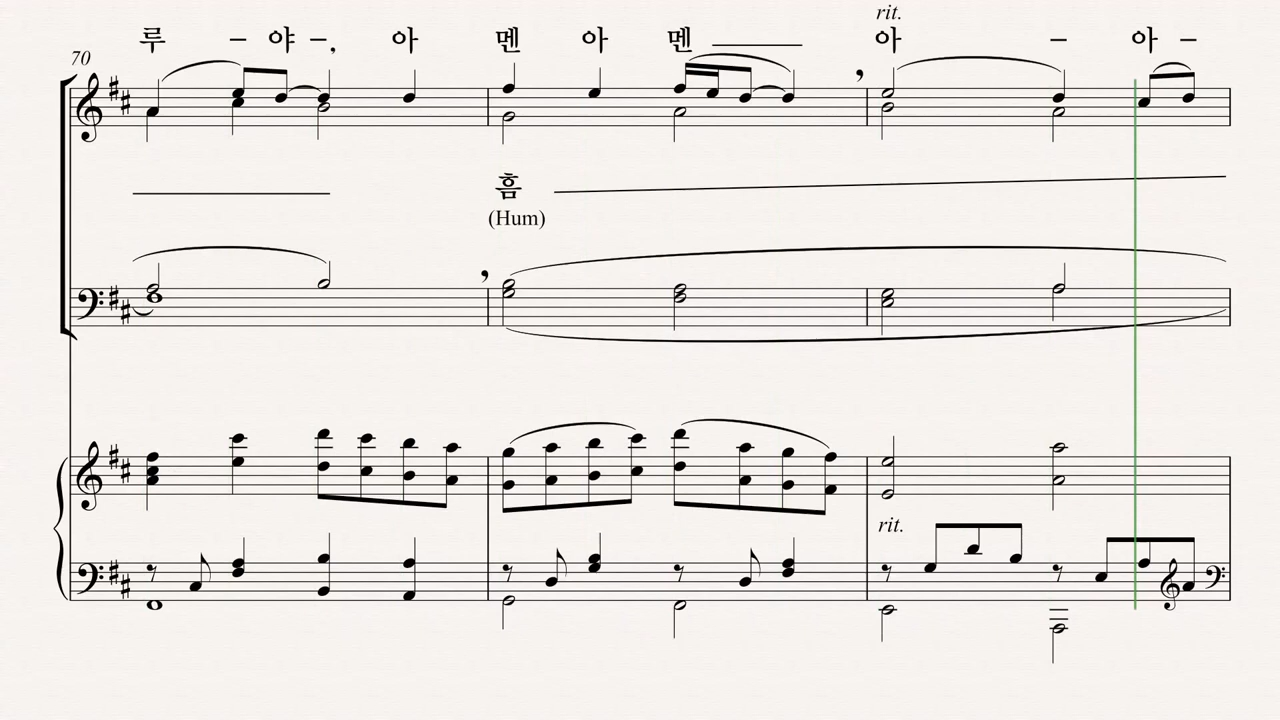 rit.
루 – 야 –, 아 멘 아 멘 아 – 아 –
70
흠
(Hum)
rit.